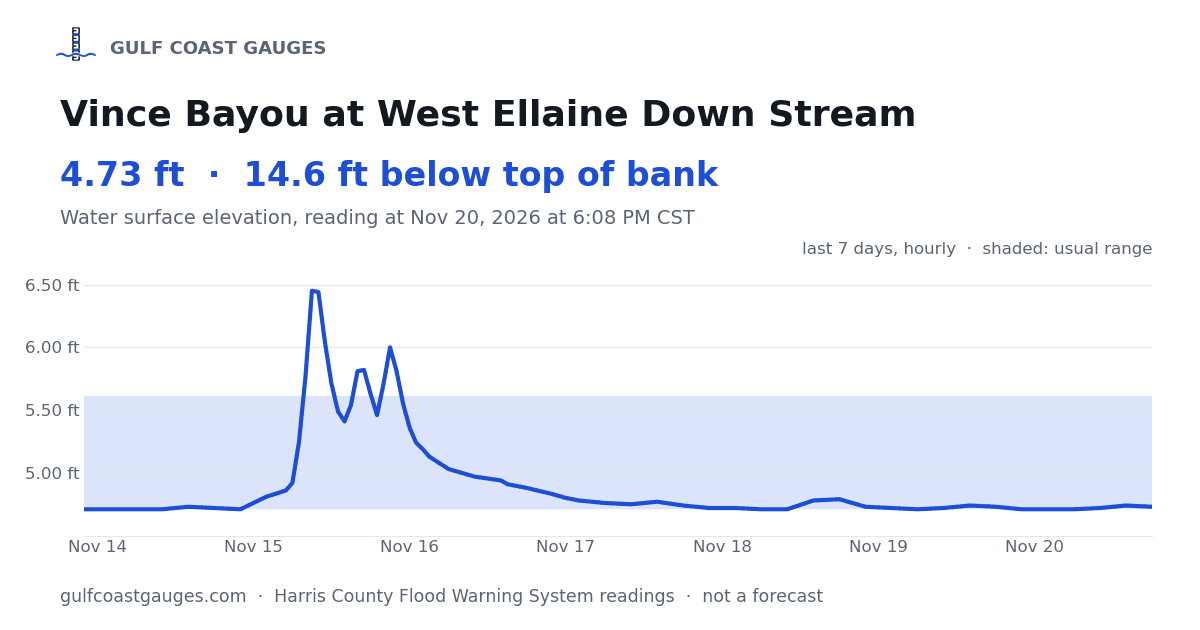 GULF COAST GAUGES
Vince Bayou at West Ellaine Down Stream
4.73 ft · 14.6 ft below top of bank
Water surface elevation, reading at Nov 20, 2026 at 6:08 PM CST
last 7 days, hourly · shaded: usual range
6.50 ft
6.00 ft
5.50 ft
5.00 ft
Nov 14 Nov 15 Nov 16 Nov 17 Nov 18 Nov 19 Nov 20
gulfcoastgauges.com · Harris County Flood Warning System readings · not a forecast